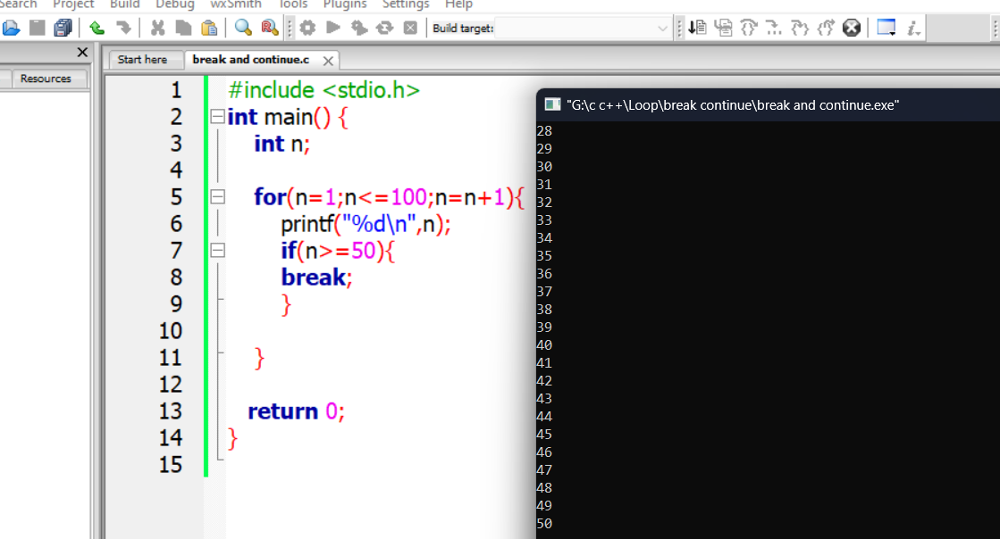 Search Project Build Debug wxSmith Tools Plugins Settings Help
Build target:
Resources
Start here break and continue.c
1 #include <stdio.h>
2 int main() {
3 int n;
4
5 for(n=1;n<=100;n=n+1){
6 printf("%d\n",n);
7 if(n>=50){
8 break;
9 }
10
11 }
12
13 return 0;
14 }
15
"G:\c c++\Loop\break continue\break and continue.exe"
28
29
30
31
32
33
34
35
36
37
38
39
40
41
42
43
44
45
46
47
48
49
50